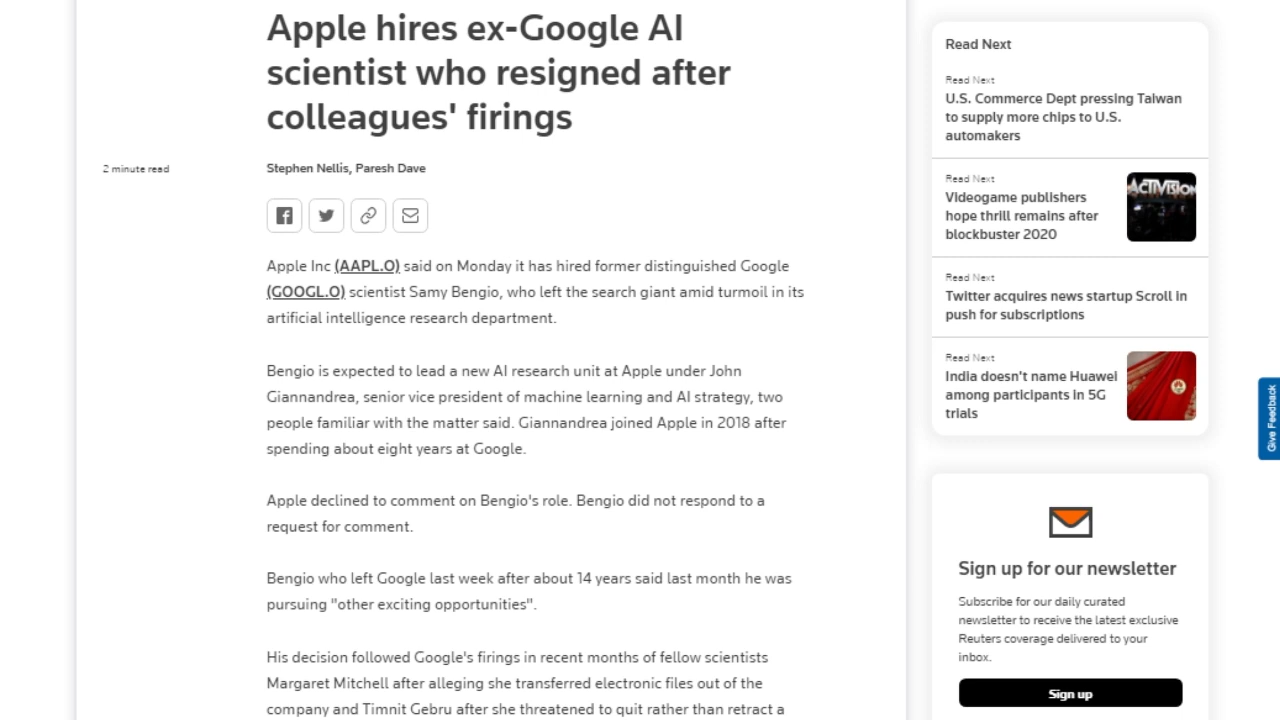 Apple hires ex-Google AI
scientist who resigned after
colleagues' firings
2 minute read
Stephen Nellis, Paresh Dave
Apple Inc (AAPL.O) said on Monday it has hired former distinguished Google
(GOOGL.O) scientist Samy Bengio, who left the search giant amid turmoil in its
artificial intelligence research department.
Bengio is expected to lead a new AI research unit at Apple under John
Giannandrea, senior vice president of machine learning and AI strategy, two
people familiar with the matter said. Giannandrea joined Apple in 2018 after
spending about eight years at Google.
Apple declined to comment on Bengio's role. Bengio did not respond to a
request for comment.
Bengio who left Google last week after about 14 years said last month he was
pursuing "other exciting opportunities".
His decision followed Google's firings in recent months of fellow scientists
Margaret Mitchell after alleging she transferred electronic files out of the
company and Timnit Gebru after she threatened to quit rather than retract a
Read Next
Read Next
U.S. Commerce Dept pressing Taiwan
to supply more chips to U.S.
automakers
Read Next
Videogame publishers
hope thrill remains after
blockbuster 2020
ACTIVISION
Read Next
Twitter acquires news startup Scroll in
push for subscriptions
Read Next
India doesn't name Huawei
among participants in 5G
trials
Give Feedback
Sign up for our newsletter
Subscribe for our daily curated
newsletter to receive the latest exclusive
Reuters coverage delivered to your
inbox.
Sign up